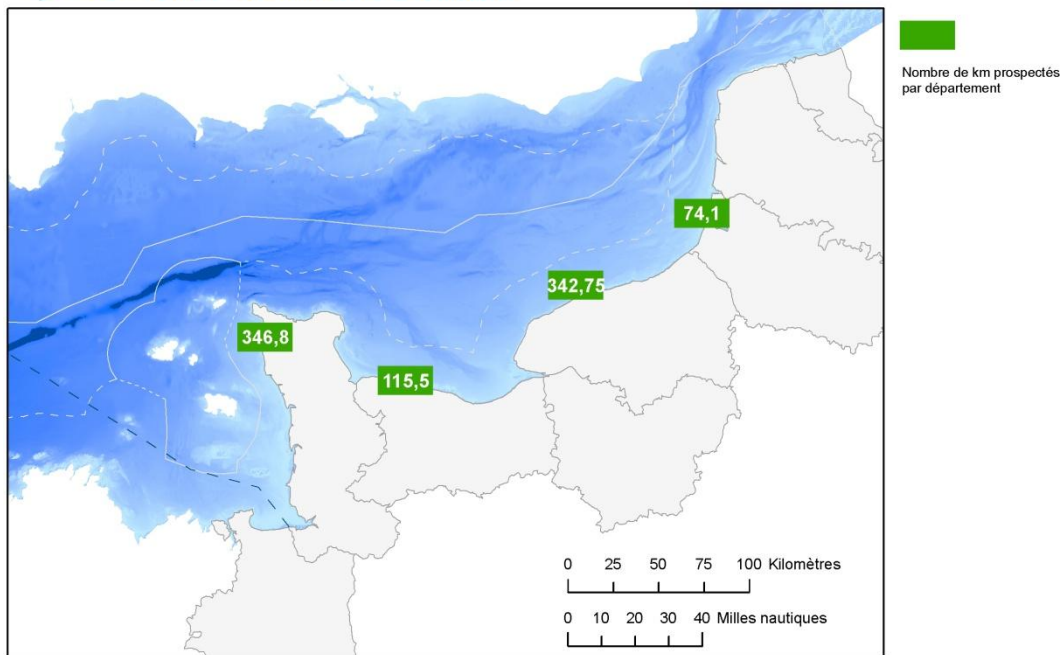 Nombre de km prospectés
par département
74,1
342,75
346,8
115,5
0 25 50 75 100 Kilomètres
0 10 20 30 40 Milles nautiques